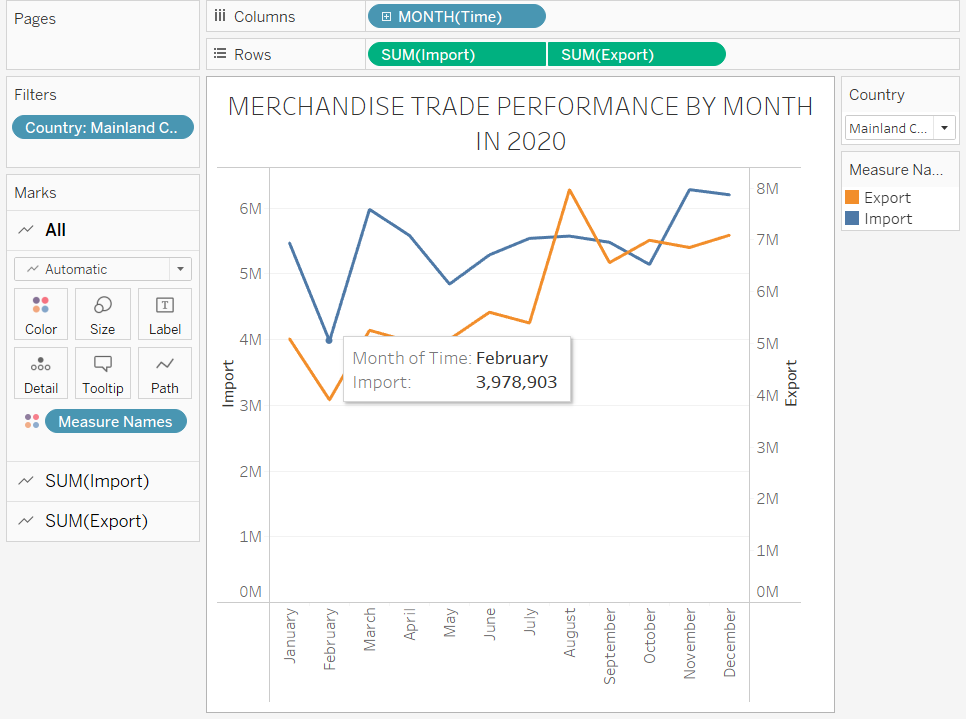 Pages
Columns
MONTH(Time)
Rows
SUM(Import)
SUM(Export)
Filters
Country: Mainland C..
Marks
All
Automatic
Color
Size
Label
Detail
Tooltip
Path
Measure Names
SUM(Import)
SUM(Export)
MERCHANDISE TRADE PERFORMANCE BY MONTH
IN 2020
Import
6M
5M
4M
3M
2M
1M
0M
Month of Time: February
Import: 3,978,903
8M
7M
6M
5M
4M
3M
2M
1M
0M
Export
January
February
March
April
May
June
July
August
September
October
November
December
Country
Mainland C...
Measure Na...
Export
Import